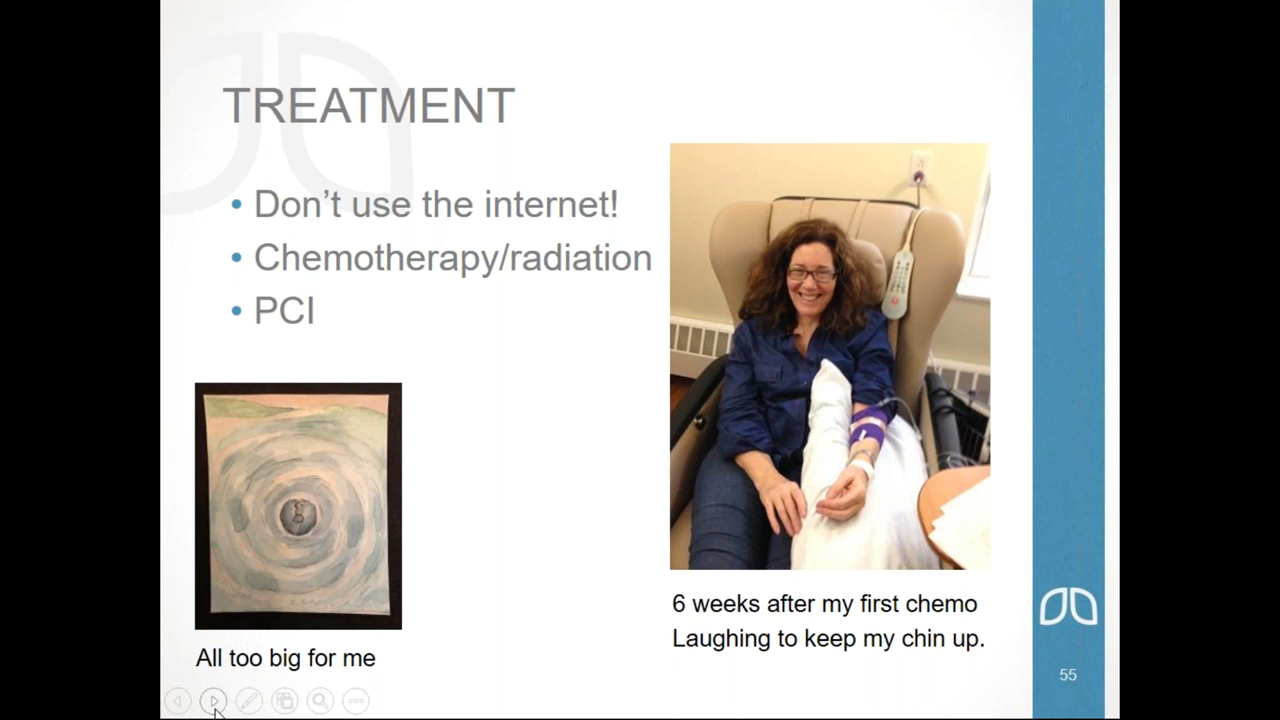 TREATMENT
• Don’t use the internet!
• Chemotherapy/radiation
• PCI
All too big for me
6 weeks after my first chemo
Laughing to keep my chin up.
55